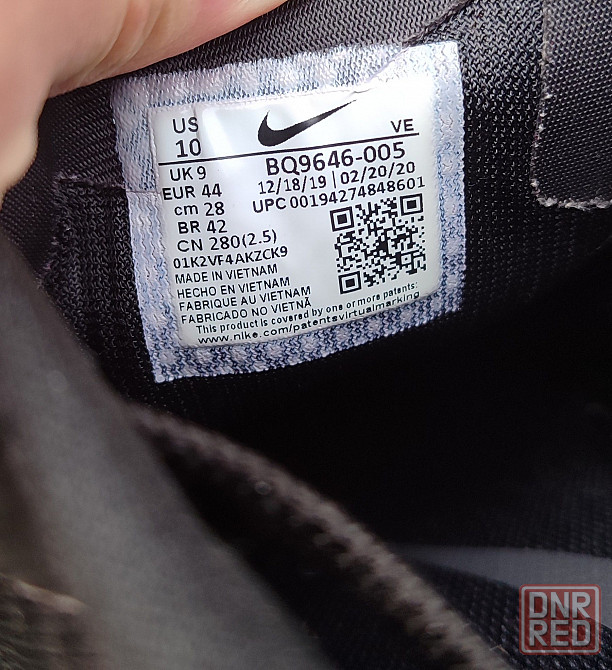 US
10
VE
UK 9
EUR 44
cm 28
BR 42
CN 280(2.5)
BQ9646-005
12/18/19 | 02/20/20
UPC 00194274848601
01K2VF4AKZCK9
MADE IN VIETNAM
HECHO EN VIETNAM
FABRIQUE AU VIETNAM
FABRICADO NO VIETNÃ
This product is covered by one or more patents:
www.nike.com/patentsvirtualmarking
DNR
RED